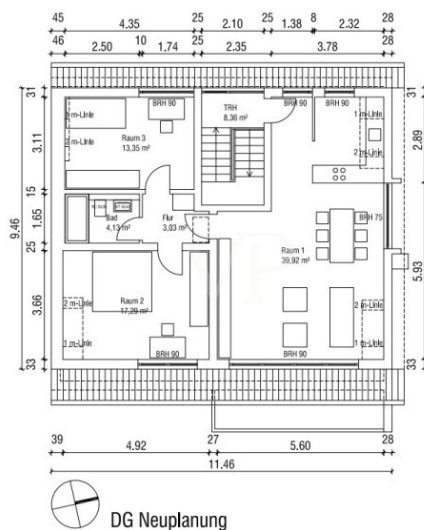 45 4.35 25 2.10 25 1.38 8 2.32 28
46 2.50 10 1.74 25 2.35 3.78 28
31 31
BRH 90 BRH 90 BRH 90
TRH
8,36 m²
2 m-Linie 1 m-Linie
1 m-Linie
Raum 3
13,35 m²
3.11 2.89
2 m-Linie
15
Bad
4,13 m²
Flur
3,03 m²
1.65
9.46
BRH 75
25
Raum 1
39,92 m²
5.93
3.66
Raum 2
17,29 m²
2 m-Linie 2 m-Linie
1 m-Linie 1 m-Linie
BRH 90 BRH 90
33 33
39 4.92 27 5.60 28
11.46
DG Neuplanung